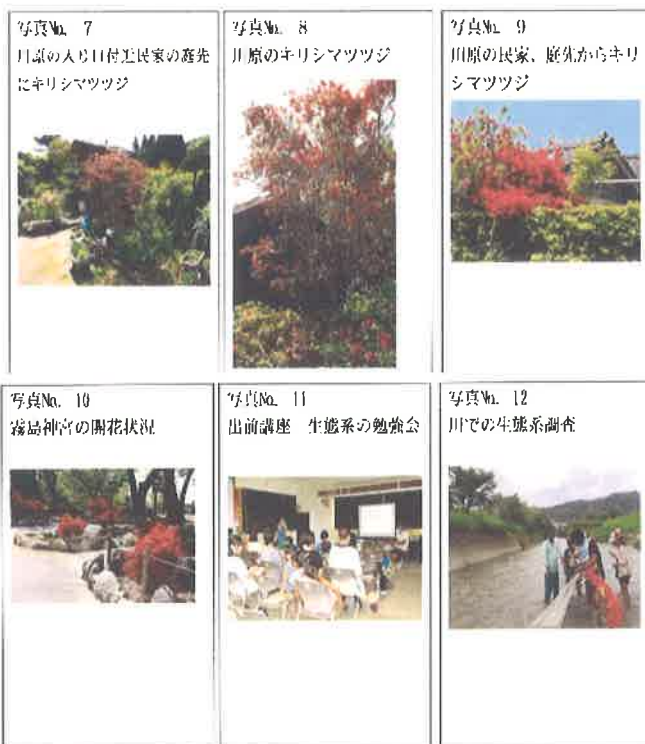 写真No. 7
川原の入り口付近民家の庭先
にキリシマツツジ
写真No. 8
川原のキリシマツツジ
写真No. 9
川原の民家、庭先からキリ
シマツツジ
写真No. 10
霧島神宮の開花状況
写真No. 11
出前講座 生態系の勉強会
写真No. 12
川での生態系調査